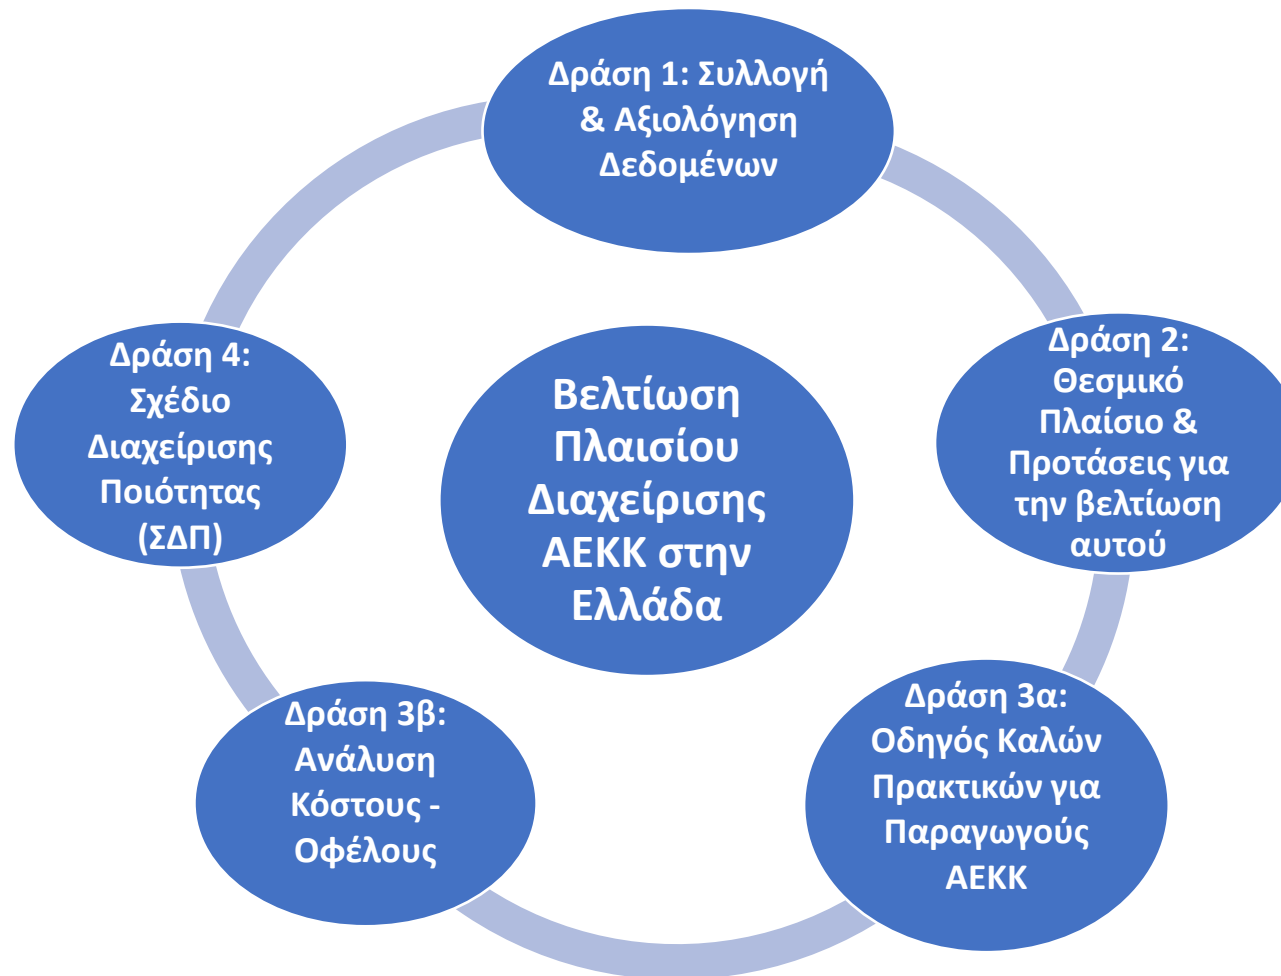 Δράση 1: Συλλογή
& Αξιολόγηση
Δεδομένων
Δράση 2:
Θεσμικό
Πλαίσιο &
Προτάσεις για
την βελτίωση
αυτού
Δράση 3α:
Οδηγός Καλών
Πρακτικών για
Παραγωγούς
ΑΕΚΚ
Δράση 3β:
Ανάλυση
Κόστους -
Οφέλους
Δράση 4:
Σχέδιο
Διαχείρισης
Ποιότητας
(ΣΔΠ)
Βελτίωση
Πλαισίου
Διαχείρισης
ΑΕΚΚ στην
Ελλάδα